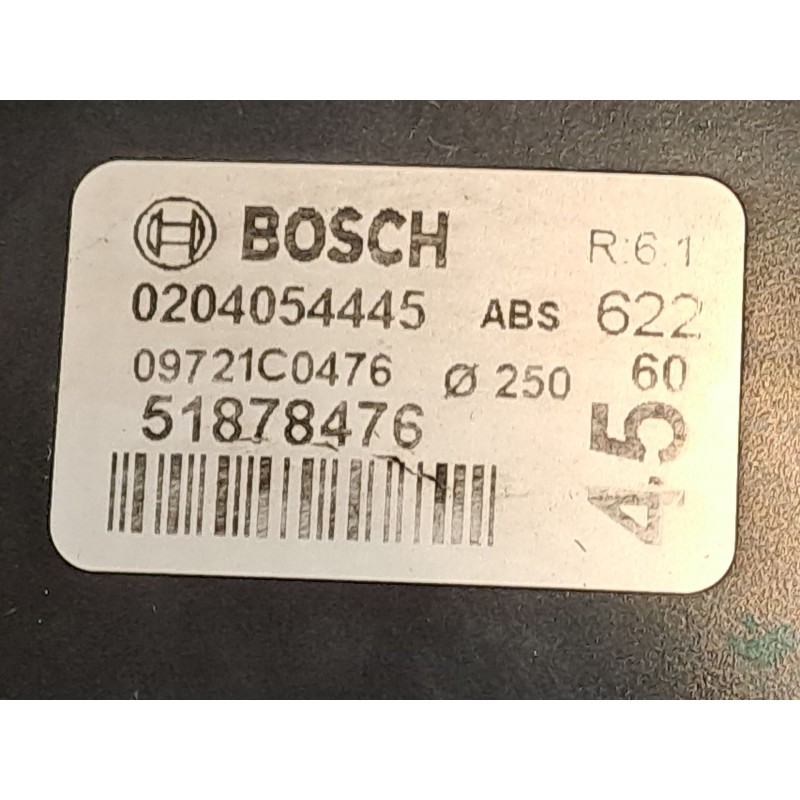 BOSCH R:6.1
0204054445 ABS 622
09721C0476 Ø 250 60
51878476
4,5